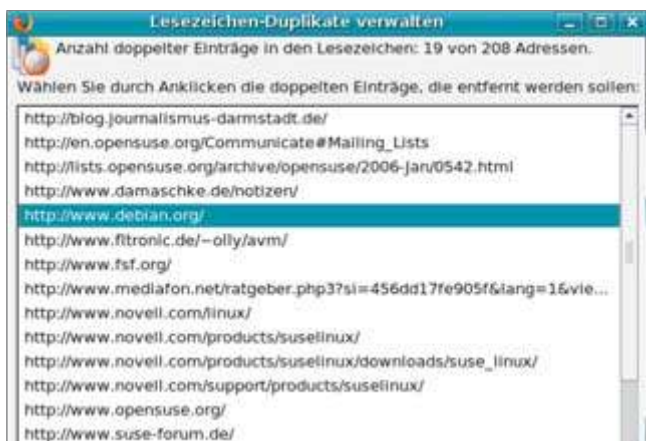 Lesezeichen-Duplikate verwalten
Anzahl doppelter Einträge in den Lesezeichen: 19 von 208 Adressen.
Wählen Sie durch Anklicken die doppelten Einträge, die entfernt werden sollen:
http://blog.journalismus-darmstadt.de/
http://en.opensuse.org/Communicate#Mailing_Lists
http://lists.opensuse.org/archive/opensuse/2006-Jan/0542.html
http://www.damaschke.de/notizen/
http://www.debian.org/
http://www.fltronic.de/~olly/avm/
http://www.fsf.org/
http://www.mediafon.net/ratgeber.php3?si=456dd17fe905f&lang=1&vie...
http://www.novell.com/linux/
http://www.novell.com/products/suselinux/
http://www.novell.com/products/suselinux/downloads/suse_linux/
http://www.novell.com/support/products/suselinux/
http://www.opensuse.org/
http://www.suse-forum.de/